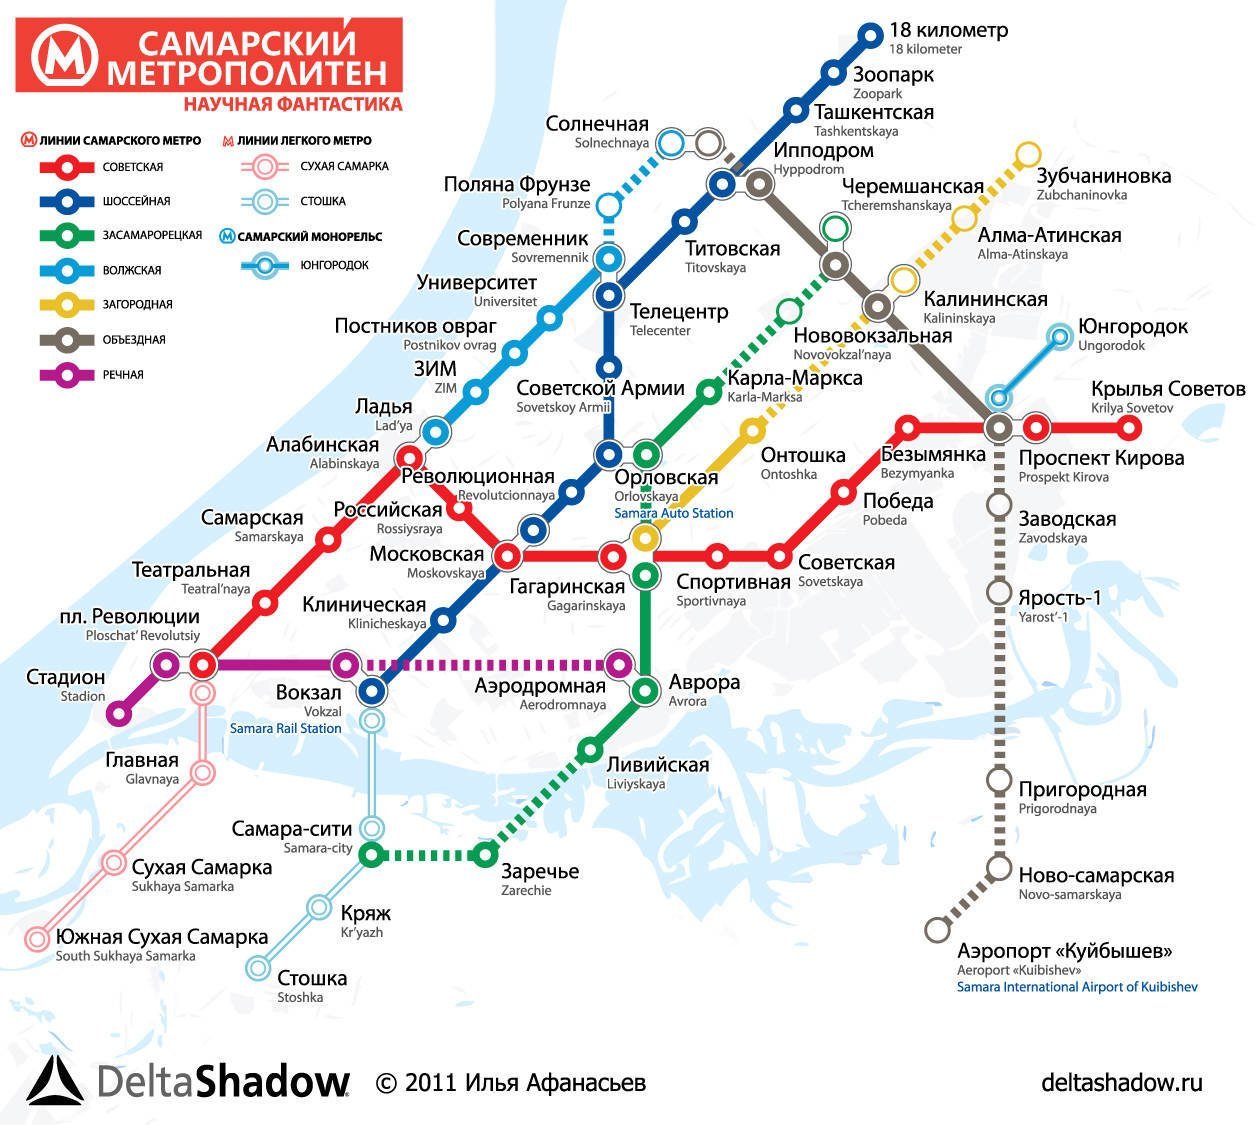 САМАРСКИЙ
МЕТРОПОЛИТЕН
НАУЧНАЯ ФАНТАСТИКА
ЛИНИИ САМАРСКОГО МЕТРО
СОВЕТСКАЯ
ШОССЕЙНАЯ
ЗАСАМАРОРЕЦКАЯ
ВОЛЖСКАЯ
ЗАГОРОДНАЯ
ОБЪЕЗДНАЯ
РЕЧНАЯ
ЛИНИИ ЛЕГКОГО МЕТРО
СУХАЯ САМАРКА
СТОШКА
САМАРСКИЙ МОНОРЕЛЬС
ЮНГОРОДОК
18 километр
18 kilometer
Зоопарк
Zoopark
Ташкентская
Tashkentskaya
Солнечная
Solnechnaya
Ипподром
Hyppodrom
Поляна Фрунзе
Polyana Frunze
Черемшанская
Tcheremshanskaya
Зубчаниновка
Zubchaninovka
Современник
Sovremennik
Титовская
Titovskaya
Алма-Атинская
Alma-Atinskaya
Университет
Universitet
Телецентр
Telecenter
Калининская
Kalininskaya
Постников овраг
Postnikov ovrag
Нововокзальная
Novovokzal'naya
Юнгородок
Ungorodok
ЗИМ
ZIM
Советской Армии
Sovetskoy Armii
Карла-Маркса
Karla-Marksa
Крылья Советов
Krilya Sovetov
Ладья
Lad'ya
Алабинская
Alabinskaya
Революционная
Revolutcionnaya
Орловская
Orlovskaya
Samara Auto Station
Онтошка
Ontoshka
Безымянка
Bezymyanka
Проспект Кирова
Prospekt Kirova
Российская
Rossiysraya
Победа
Pobeda
Самарская
Samarskaya
Заводская
Zavodskaya
Московская
Moskovskaya
Гагаринская
Gagarinskaya
Спортивная
Sportivnaya
Советская
Sovetskaya
Театральная
Teatral'naya
Клиническая
Klinicheskaya
Ярость-1
Yarost'-1
пл. Революции
Ploschat' Revolutsiy
Стадион
Stadion
Вокзал
Vokzal
Samara Rail Station
Аэродромная
Aerodromnaya
Аврора
Avrora
Главная
Glavnaya
Ливийская
Liviyskaya
Пригородная
Prigorodnaya
Самара-сити
Samara-city
Сухая Самарка
Sukhaya Samarka
Заречье
Zarechie
Ново-самарская
Novo-samarskaya
Кряж
Kr'yazh
Южная Сухая Самарка
South Sukhaya Samarka
Стошка
Stoshka
Аэропорт «Куйбышев»
Aeroport «Kuibishev»
Samara International Airport of Kuibishev
DeltaShadow © 2011 Илья Афанасьев
deltashadow.ru